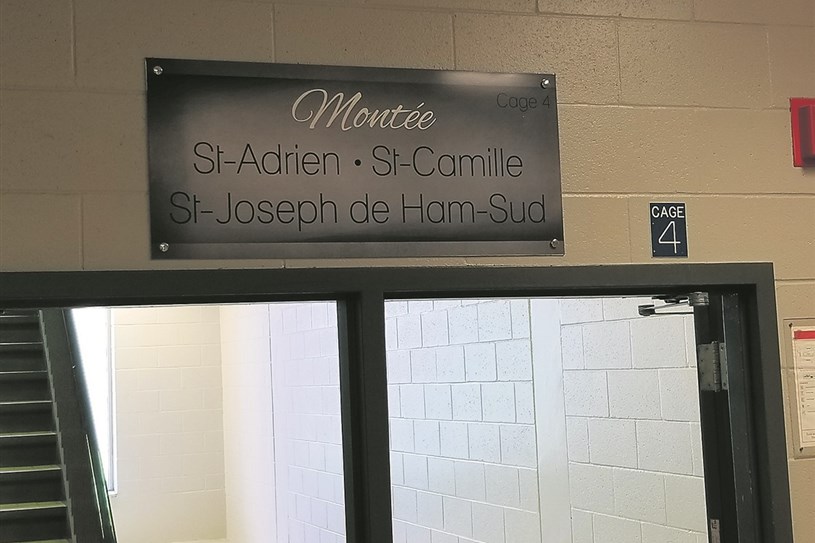 Montée
Cage 4
St-Adrien • St-Camille
St-Joseph de Ham-Sud
CAGE
4